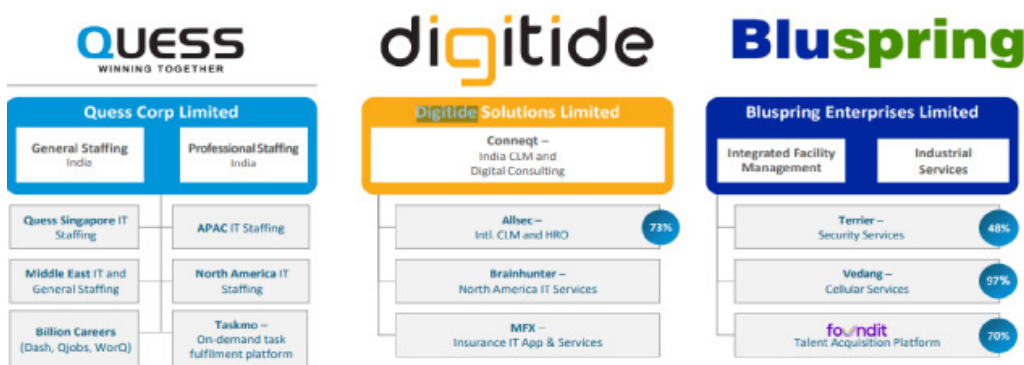 QUESS
WINNING TOGETHER
Quess Corp Limited
General Staffing
India
Professional Staffing
India
Quess Singapore IT
Staffing
APAC IT Staffing
Middle East IT and
General Staffing
North America IT
Staffing
Billion Careers
(Dash, Qjobs, WorQ)
Taskmo –
On-demand task
fulfilment platform
digitide
Digitide Solutions Limited
Conneqt –
India CLM and
Digital Consulting
Allsec –
Intl. CLM and HRO
73%
Brainhunter –
North America IT Services
MFX –
Insurance IT App & Services
Bluspring
Bluspring Enterprises Limited
Integrated Facility
Management
Industrial
Services
Terrier –
Security Services
48%
Vedang –
Cellular Services
97%
foundit
Talent Acquisition Platform
70%